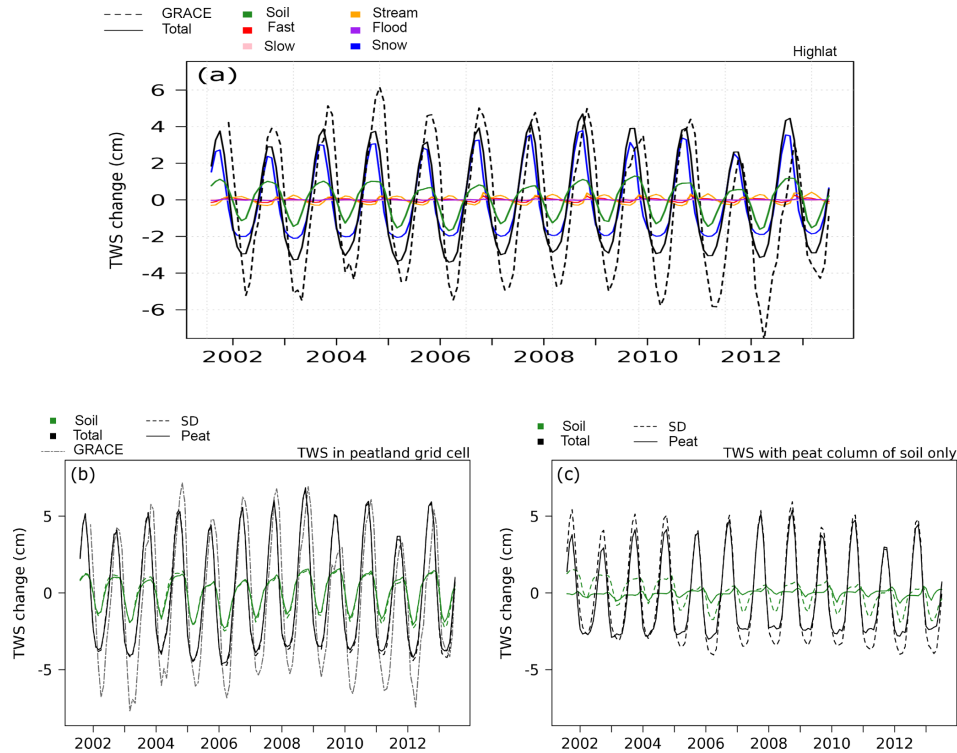 GRACE Soil Stream
Total Fast Flood
Slow Snow
Highlat
(a)
TWS change (cm)
6
4
2
0
-2
-4
-6
2002 2004 2006 2008 2010 2012
Soil SD
Total Peat
GRACE
TWS in peatland grid cell
(b)
TWS change (cm)
5
0
-5
2002 2004 2006 2008 2010 2012
Soil SD
Total Peat
TWS with peat column of soil only
(c)
TWS change (cm)
5
0
-5
2002 2004 2006 2008 2010 2012